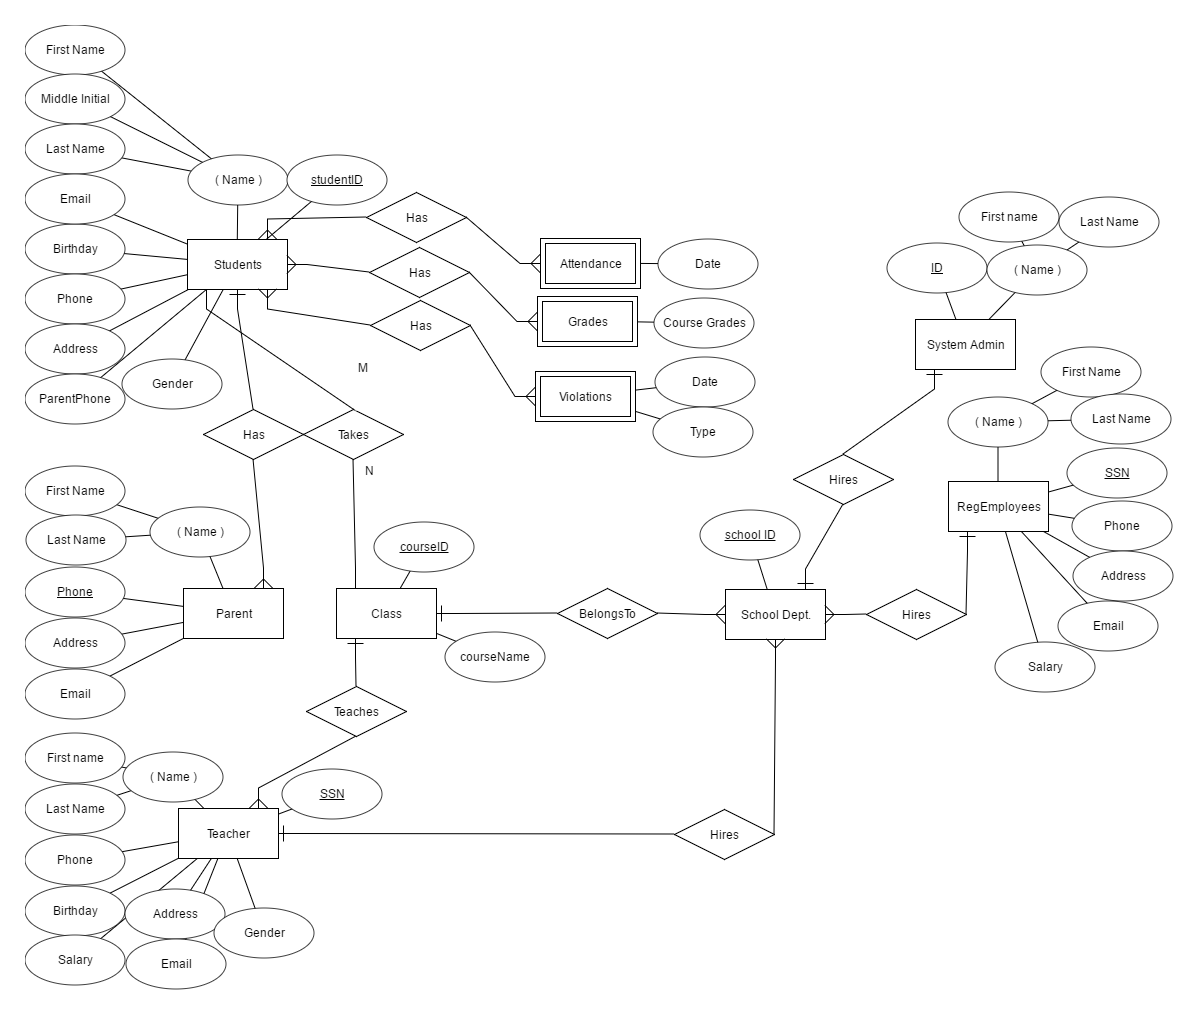 First Name
Middle Initial
Last Name
( Name )
studentID
Email
Birthday
Phone
Address
ParentPhone
Gender
Students
Has
Has
Has
Attendance
Date
Grades
Course Grades
Violations
Date
Type
M
Has
Takes
N
First name
Last Name
ID
( Name )
System Admin
First Name
Last Name
( Name )
SSN
RegEmployees
Phone
Address
Email
Salary
Hires
First Name
Last Name
( Name )
Phone
Address
Email
Parent
courseID
Class
courseName
BelongsTo
school ID
School Dept.
Hires
Teaches
First name
Last Name
( Name )
SSN
Teacher
Phone
Birthday
Salary
Address
Email
Gender
Hires